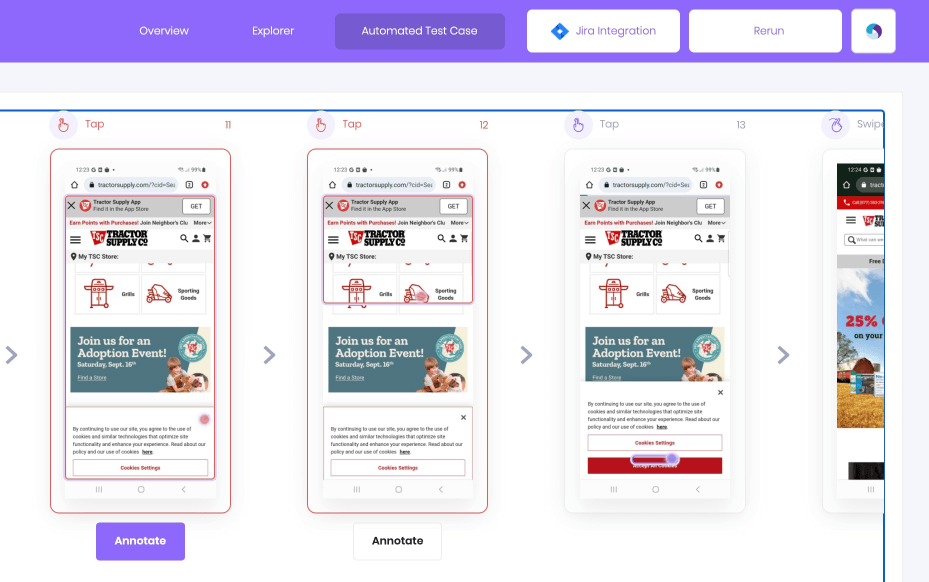 Overview
Explorer
Automated Test Case
Jira Integration
Rerun
Tap
11
12:23
99%
tractorsupply.com/?cid=Sea
Tractor Supply App
Find it in the App Store
GET
Earn Points with Purchases! Join Neighbor's Clu
More
TSC TRACTOR
SUPPLY CO
My TSC Store:
Grills
Sporting
Goods
Join us for an
Adoption Event!
Saturday, Sept. 16th
Find a Store
By continuing to use our site, you agree to the use of
cookies and similar technologies that optimize site
functionality and enhance your experience. Read about our
policy and our use of cookies here.
Cookies Settings
Annotate
Tap
12
12:23
99%
tractorsupply.com/?cid=Sea
Tractor Supply App
Find it in the App Store
GET
Earn Points with Purchases! Join Neighbor's Clu
More
TSC TRACTOR
SUPPLY CO
My TSC Store:
Grills
Sporting
Goods
Join us for an
Adoption Event!
Saturday, Sept. 16th
Find a Store
By continuing to use our site, you agree to the use of
cookies and similar technologies that optimize site
functionality and enhance your experience. Read about our
policy and our use of cookies here.
Cookies Settings
Annotate
Tap
13
12:23
99%
tractorsupply.com/?cid=Sea
Tractor Supply App
Find it in the App Store
GET
Earn Points with Purchases! Join Neighbor's Clu
More
TSC TRACTOR
SUPPLY CO
My TSC Store:
Grills
Sporting
Goods
Join us for an
Adoption Event!
Saturday, Sept. 16th
Find a Store
By continuing to use our site, you agree to the use of
cookies and similar technologies that optimize site
functionality and enhance your experience. Read about our
policy and our use of cookies here.
Cookies Settings
Accept All Cookies
Swipe
12:24
tract
TSC
What can we
Free
25%
on your